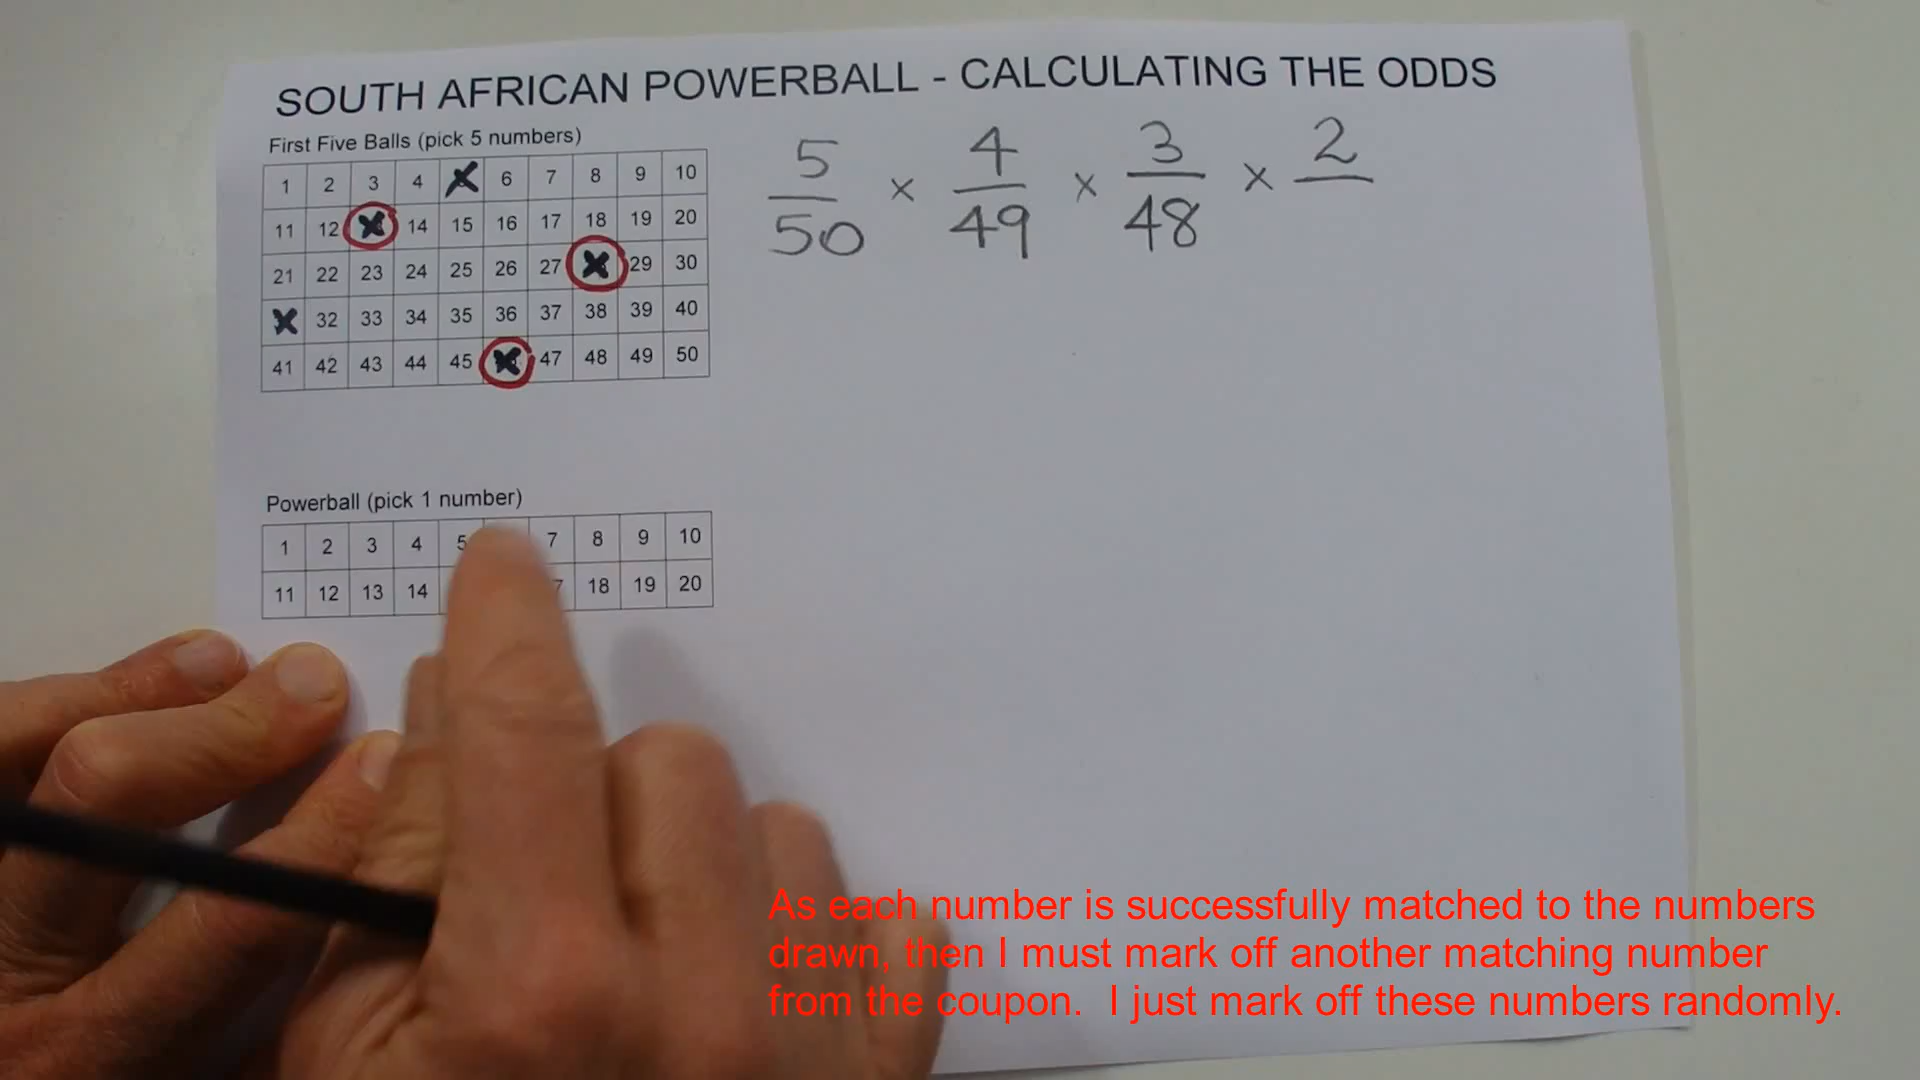 SOUTH AFRICAN POWERBALL - CALCULATING THE ODDS
First Five Balls (pick 5 numbers)
1 2 3 4 6 7 8 9 10
11 12 14 15 16 17 18 19 20
21 22 23 24 25 26 27 29 30
32 33 34 35 36 37 38 39 40
41 42 43 44 45 47 48 49 50
5/50 × 4/49 × 3/48 × 2/
Powerball (pick 1 number)
1 2 3 4 5 7 8 9 10
11 12 13 14 18 19 20
As each number is successfully matched to the numbers
drawn, then I must mark off another matching number
from the coupon. I just mark off these numbers randomly.